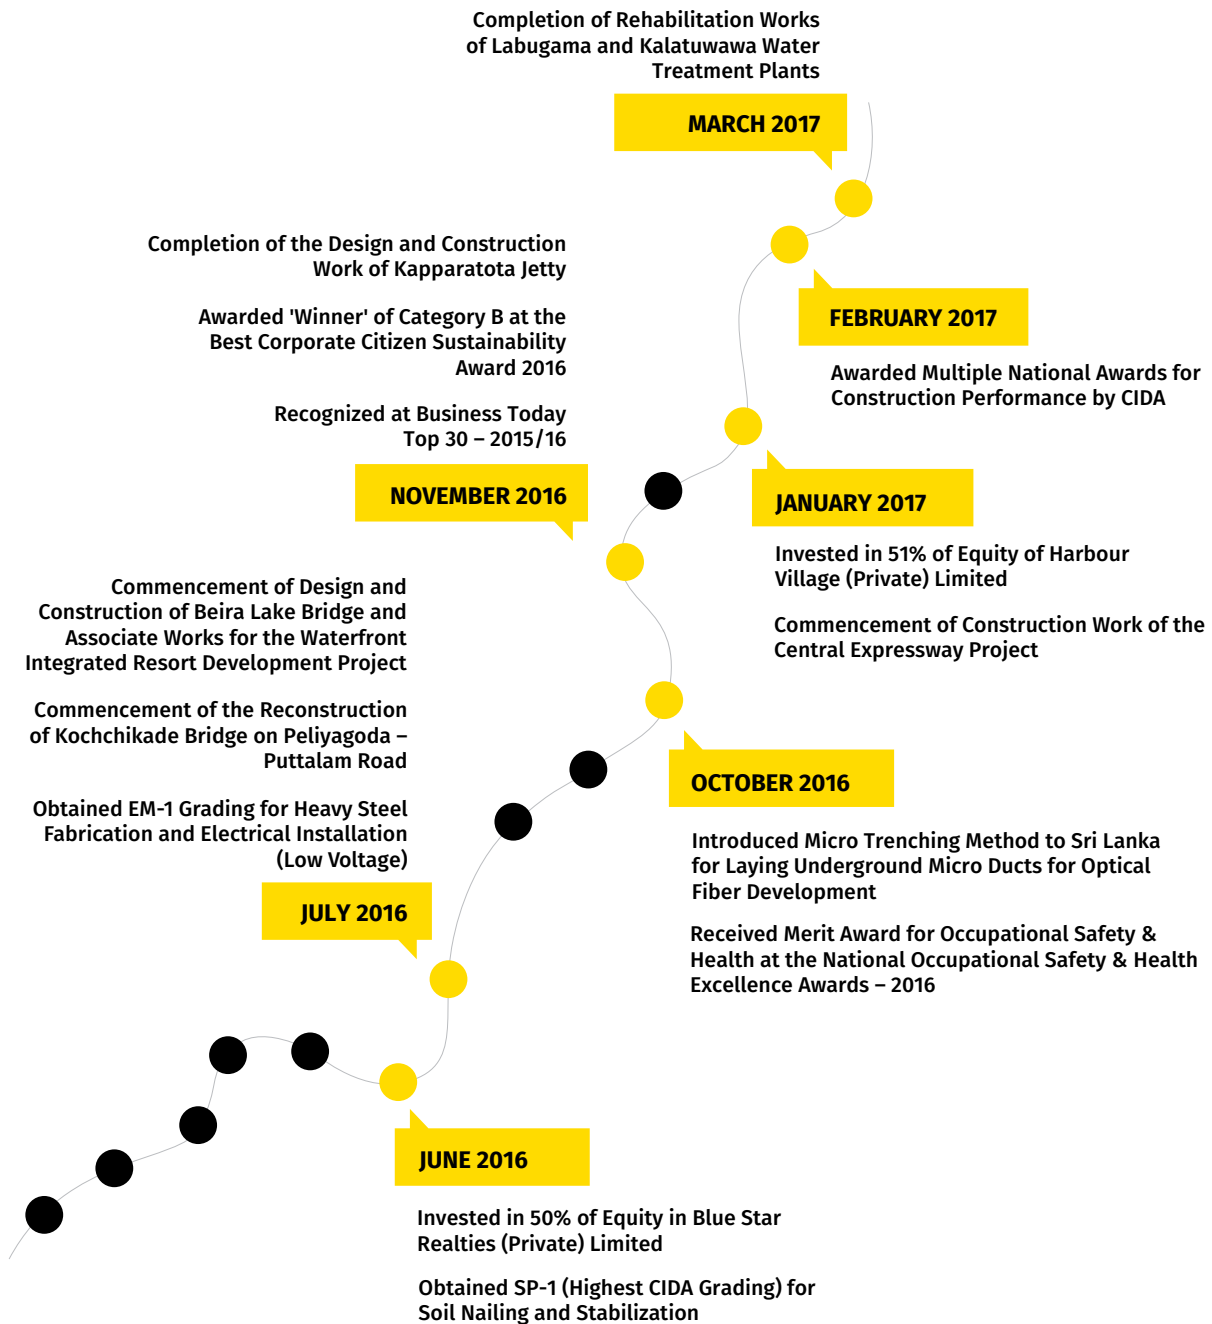 Completion of Rehabilitation Works
of Labugama and Kalatuwawa Water
Treatment Plants
MARCH 2017
Completion of the Design and Construction
Work of Kapparatota Jetty
Awarded 'Winner' of Category B at the
Best Corporate Citizen Sustainability
Award 2016
Recognized at Business Today
Top 30 – 2015/16
NOVEMBER 2016
FEBRUARY 2017
Awarded Multiple National Awards for
Construction Performance by CIDA
JANUARY 2017
Invested in 51% of Equity of Harbour
Village (Private) Limited
Commencement of Construction Work of the
Central Expressway Project
Commencement of Design and
Construction of Beira Lake Bridge and
Associate Works for the Waterfront
Integrated Resort Development Project
Commencement of the Reconstruction
of Kochchikade Bridge on Peliyagoda –
Puttalam Road
Obtained EM-1 Grading for Heavy Steel
Fabrication and Electrical Installation
(Low Voltage)
JULY 2016
OCTOBER 2016
Introduced Micro Trenching Method to Sri Lanka
for Laying Underground Micro Ducts for Optical
Fiber Development
Received Merit Award for Occupational Safety &
Health at the National Occupational Safety & Health
Excellence Awards – 2016
JUNE 2016
Invested in 50% of Equity in Blue Star
Realties (Private) Limited
Obtained SP-1 (Highest CIDA Grading) for
Soil Nailing and Stabilization